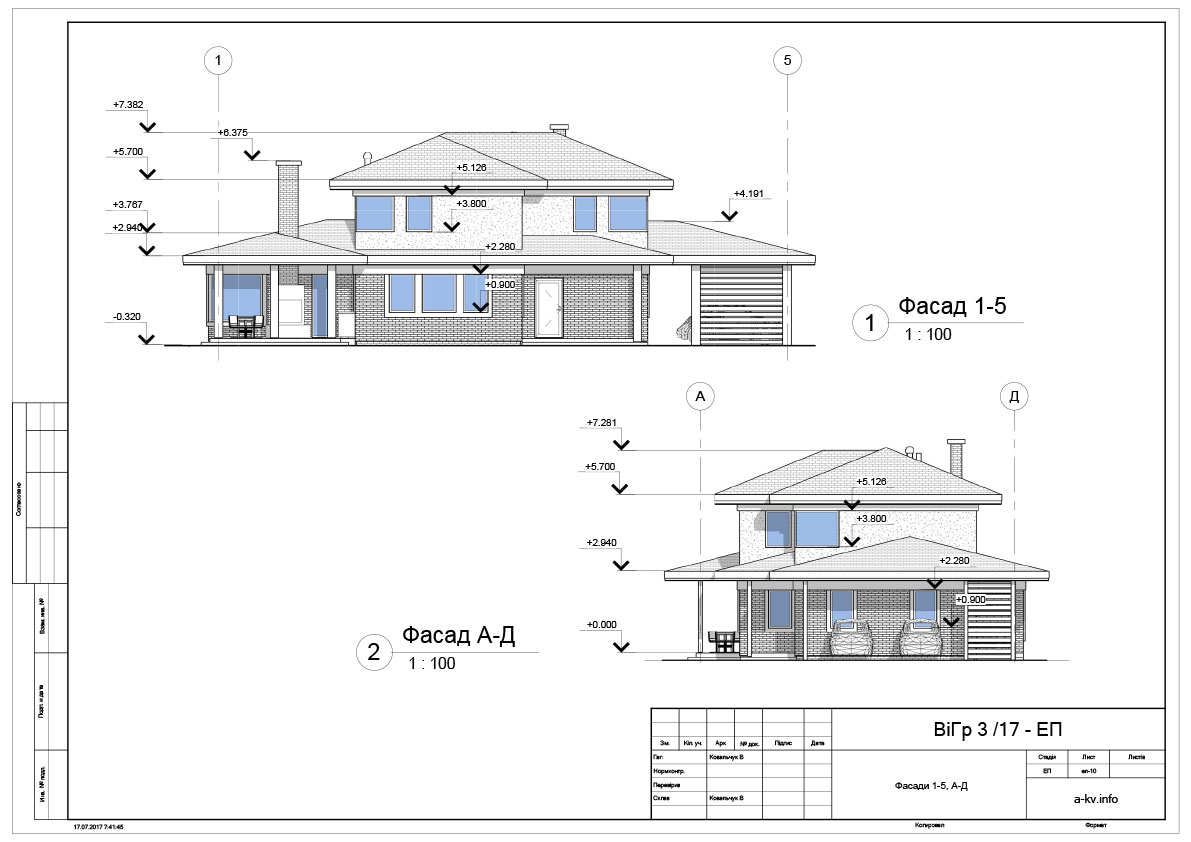 1
5
+7.382
+6.375
+5.700
+5.126
+4.191
+3.767
+3.800
+2.940
+2.280
+0.900
-0.320
1
Фасад 1-5
1 : 100
А
Д
+7.281
+5.700
+5.126
+3.800
+2.940
+2.280
+0.900
+0.000
2
Фасад А-Д
1 : 100
Согласовано
Взам. инв. №
Подп. и дата
Инв. № подл.
ВіГр 3 /17 - ЕП
Зм. Кіл. уч. Арк № док. Підпис Дата
Гап Ковальчук В
Нормконтр.
Перевірив
Склав Ковальчук В
Фасади 1-5, А-Д
Стадія Лист Листів
ЕП еп-10
a-kv.info
17.07.2017 7:41:45
Копировал
Формат